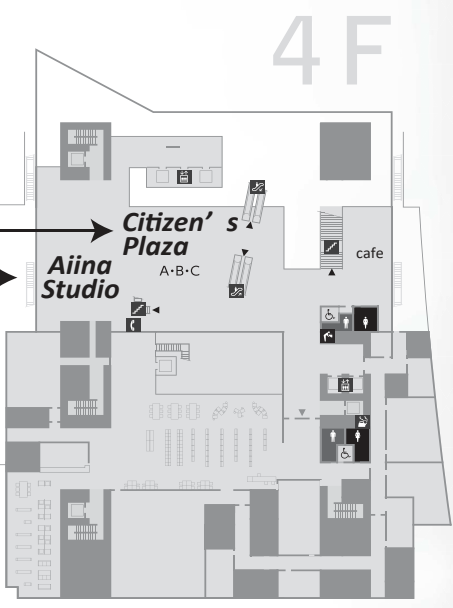 4F
Citizen' s
Plaza
A･B･C
Aiina
Studio
cafe